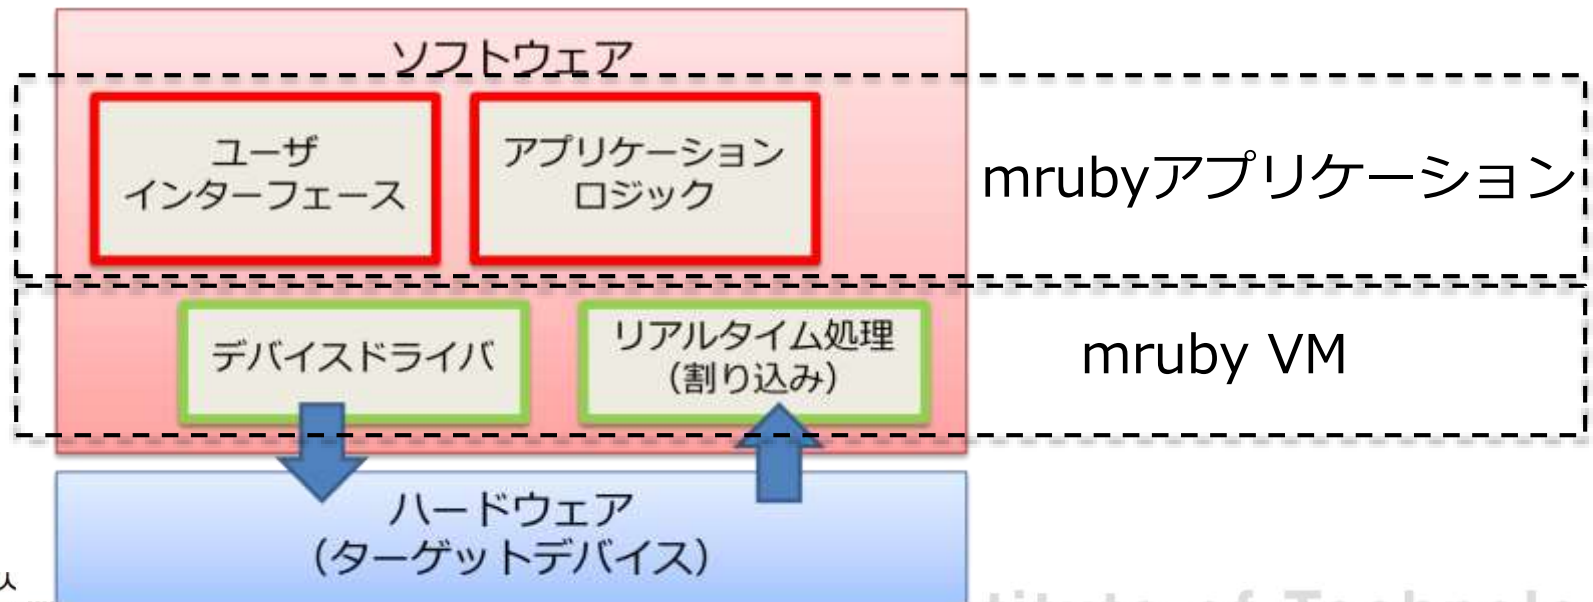 ソフトウェア
ユーザ
インターフェース
アプリケーション
ロジック
mrubyアプリケーション
デバイスドライバ
リアルタイム処理
（割り込み）
mruby VM
ハードウェア
（ターゲットデバイス）